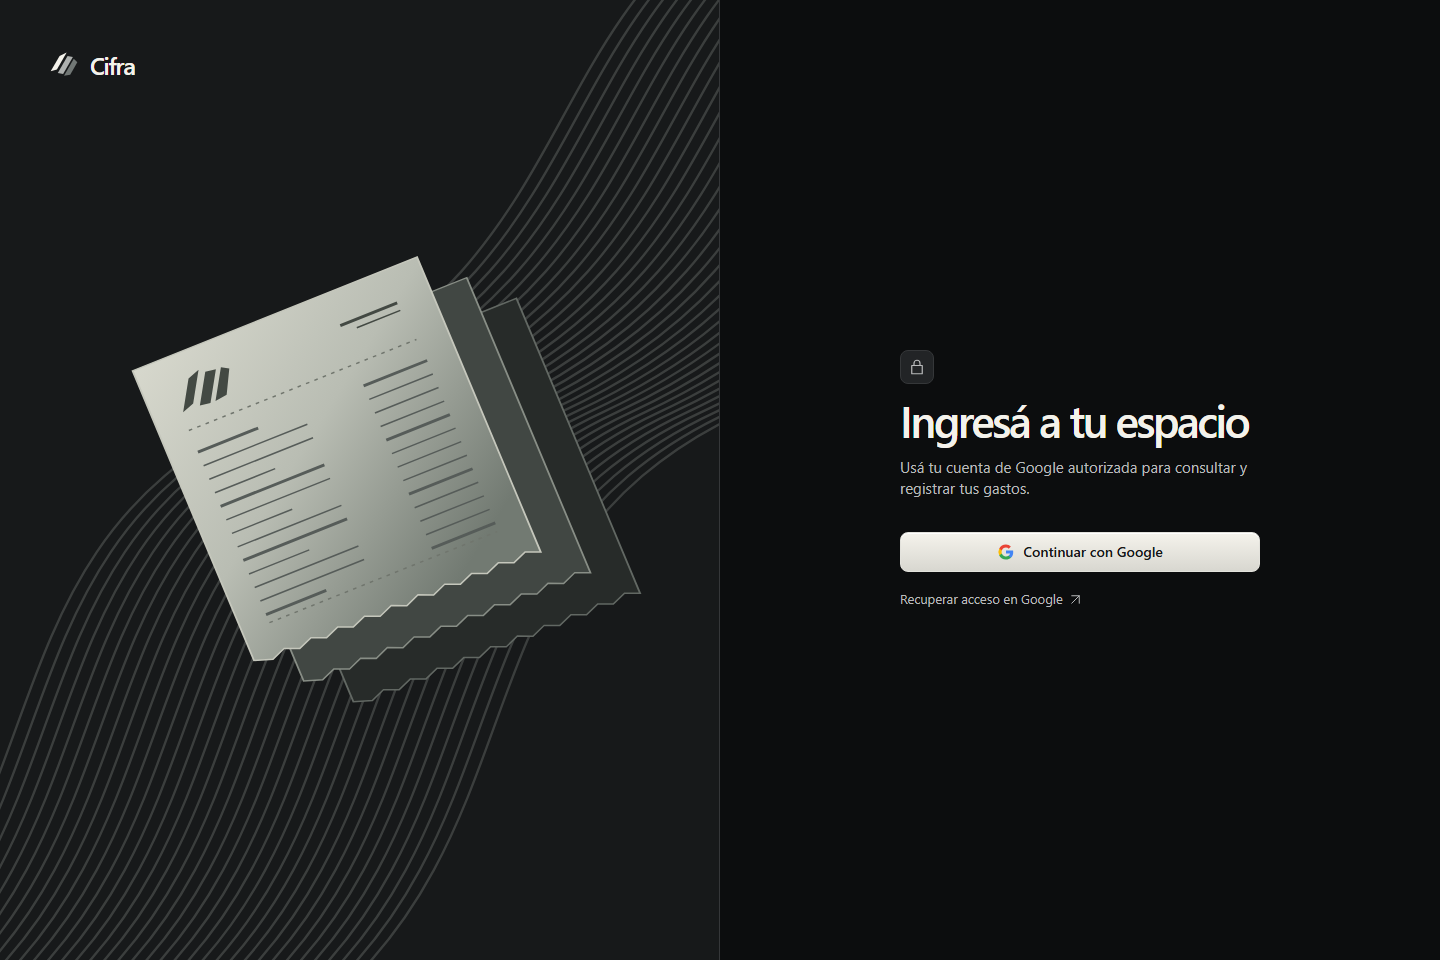 Cifra
Ingresá a tu espacio
Usá tu cuenta de Google autorizada para consultar y
registrar tus gastos.
Continuar con Google
Recuperar acceso en Google